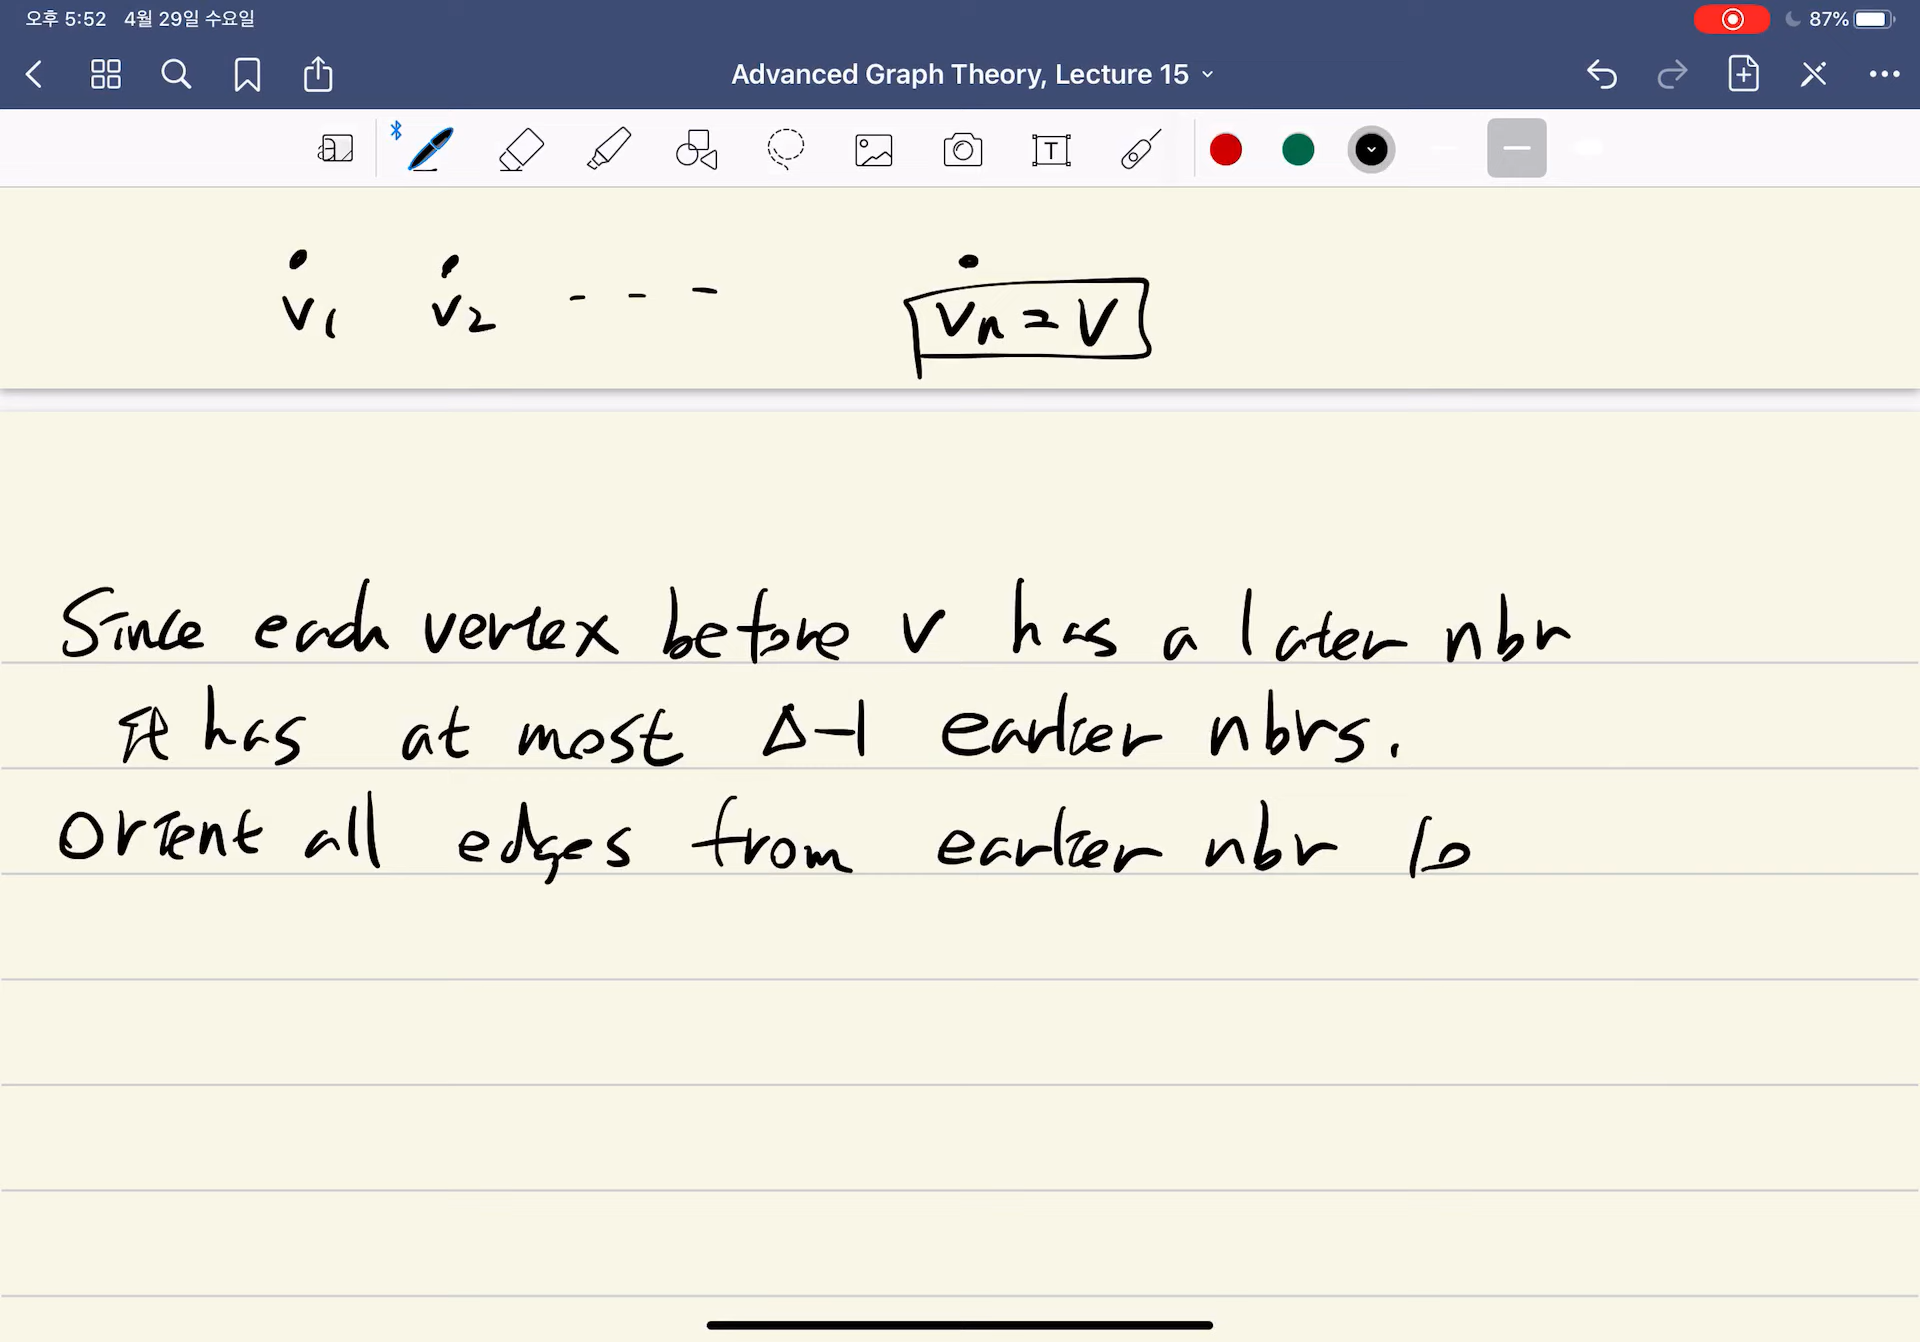 오후 5:52 4월 29일 수요일 87%
Advanced Graph Theory, Lecture 15
v1 v2 - - - vn = v
Since each vertex before v has a later nbr
it has at most Δ-1 earlier nbrs.
Orient all edges from earlier nbr to